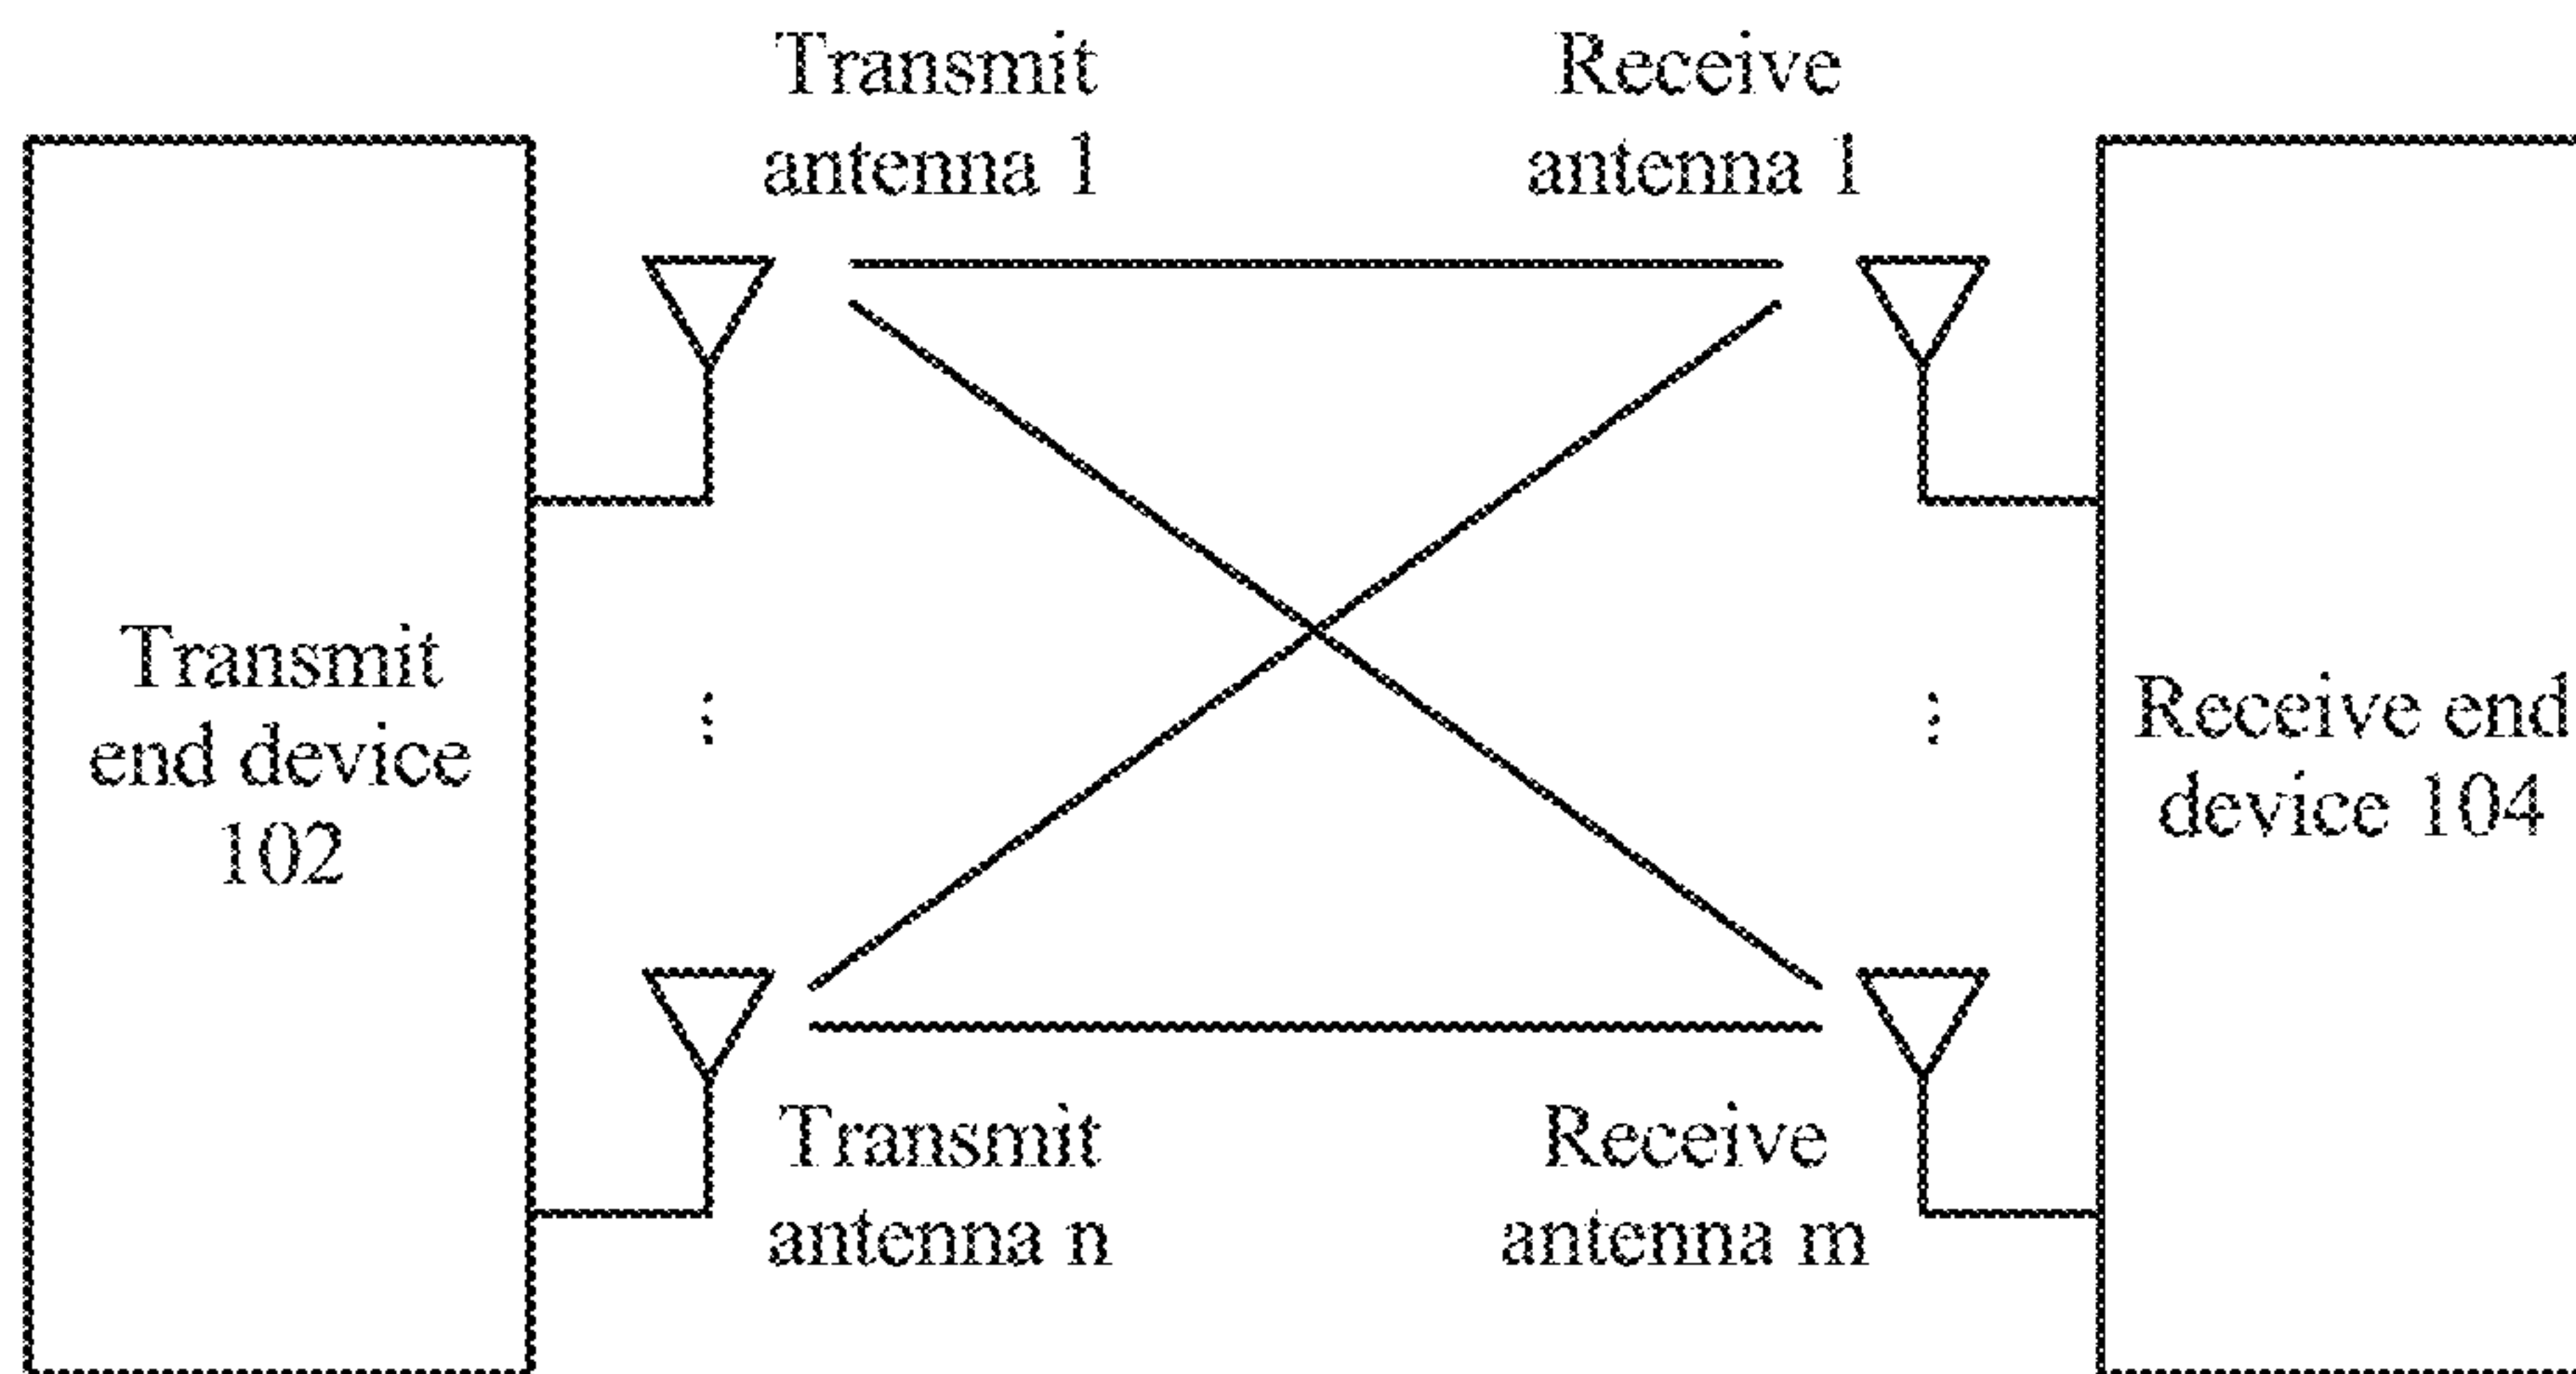 Transmit
antenna 1
Receive
antenna 1
Transmit
end device
102
Receive end
device 104
Transmit
antenna n
Receive
antenna m